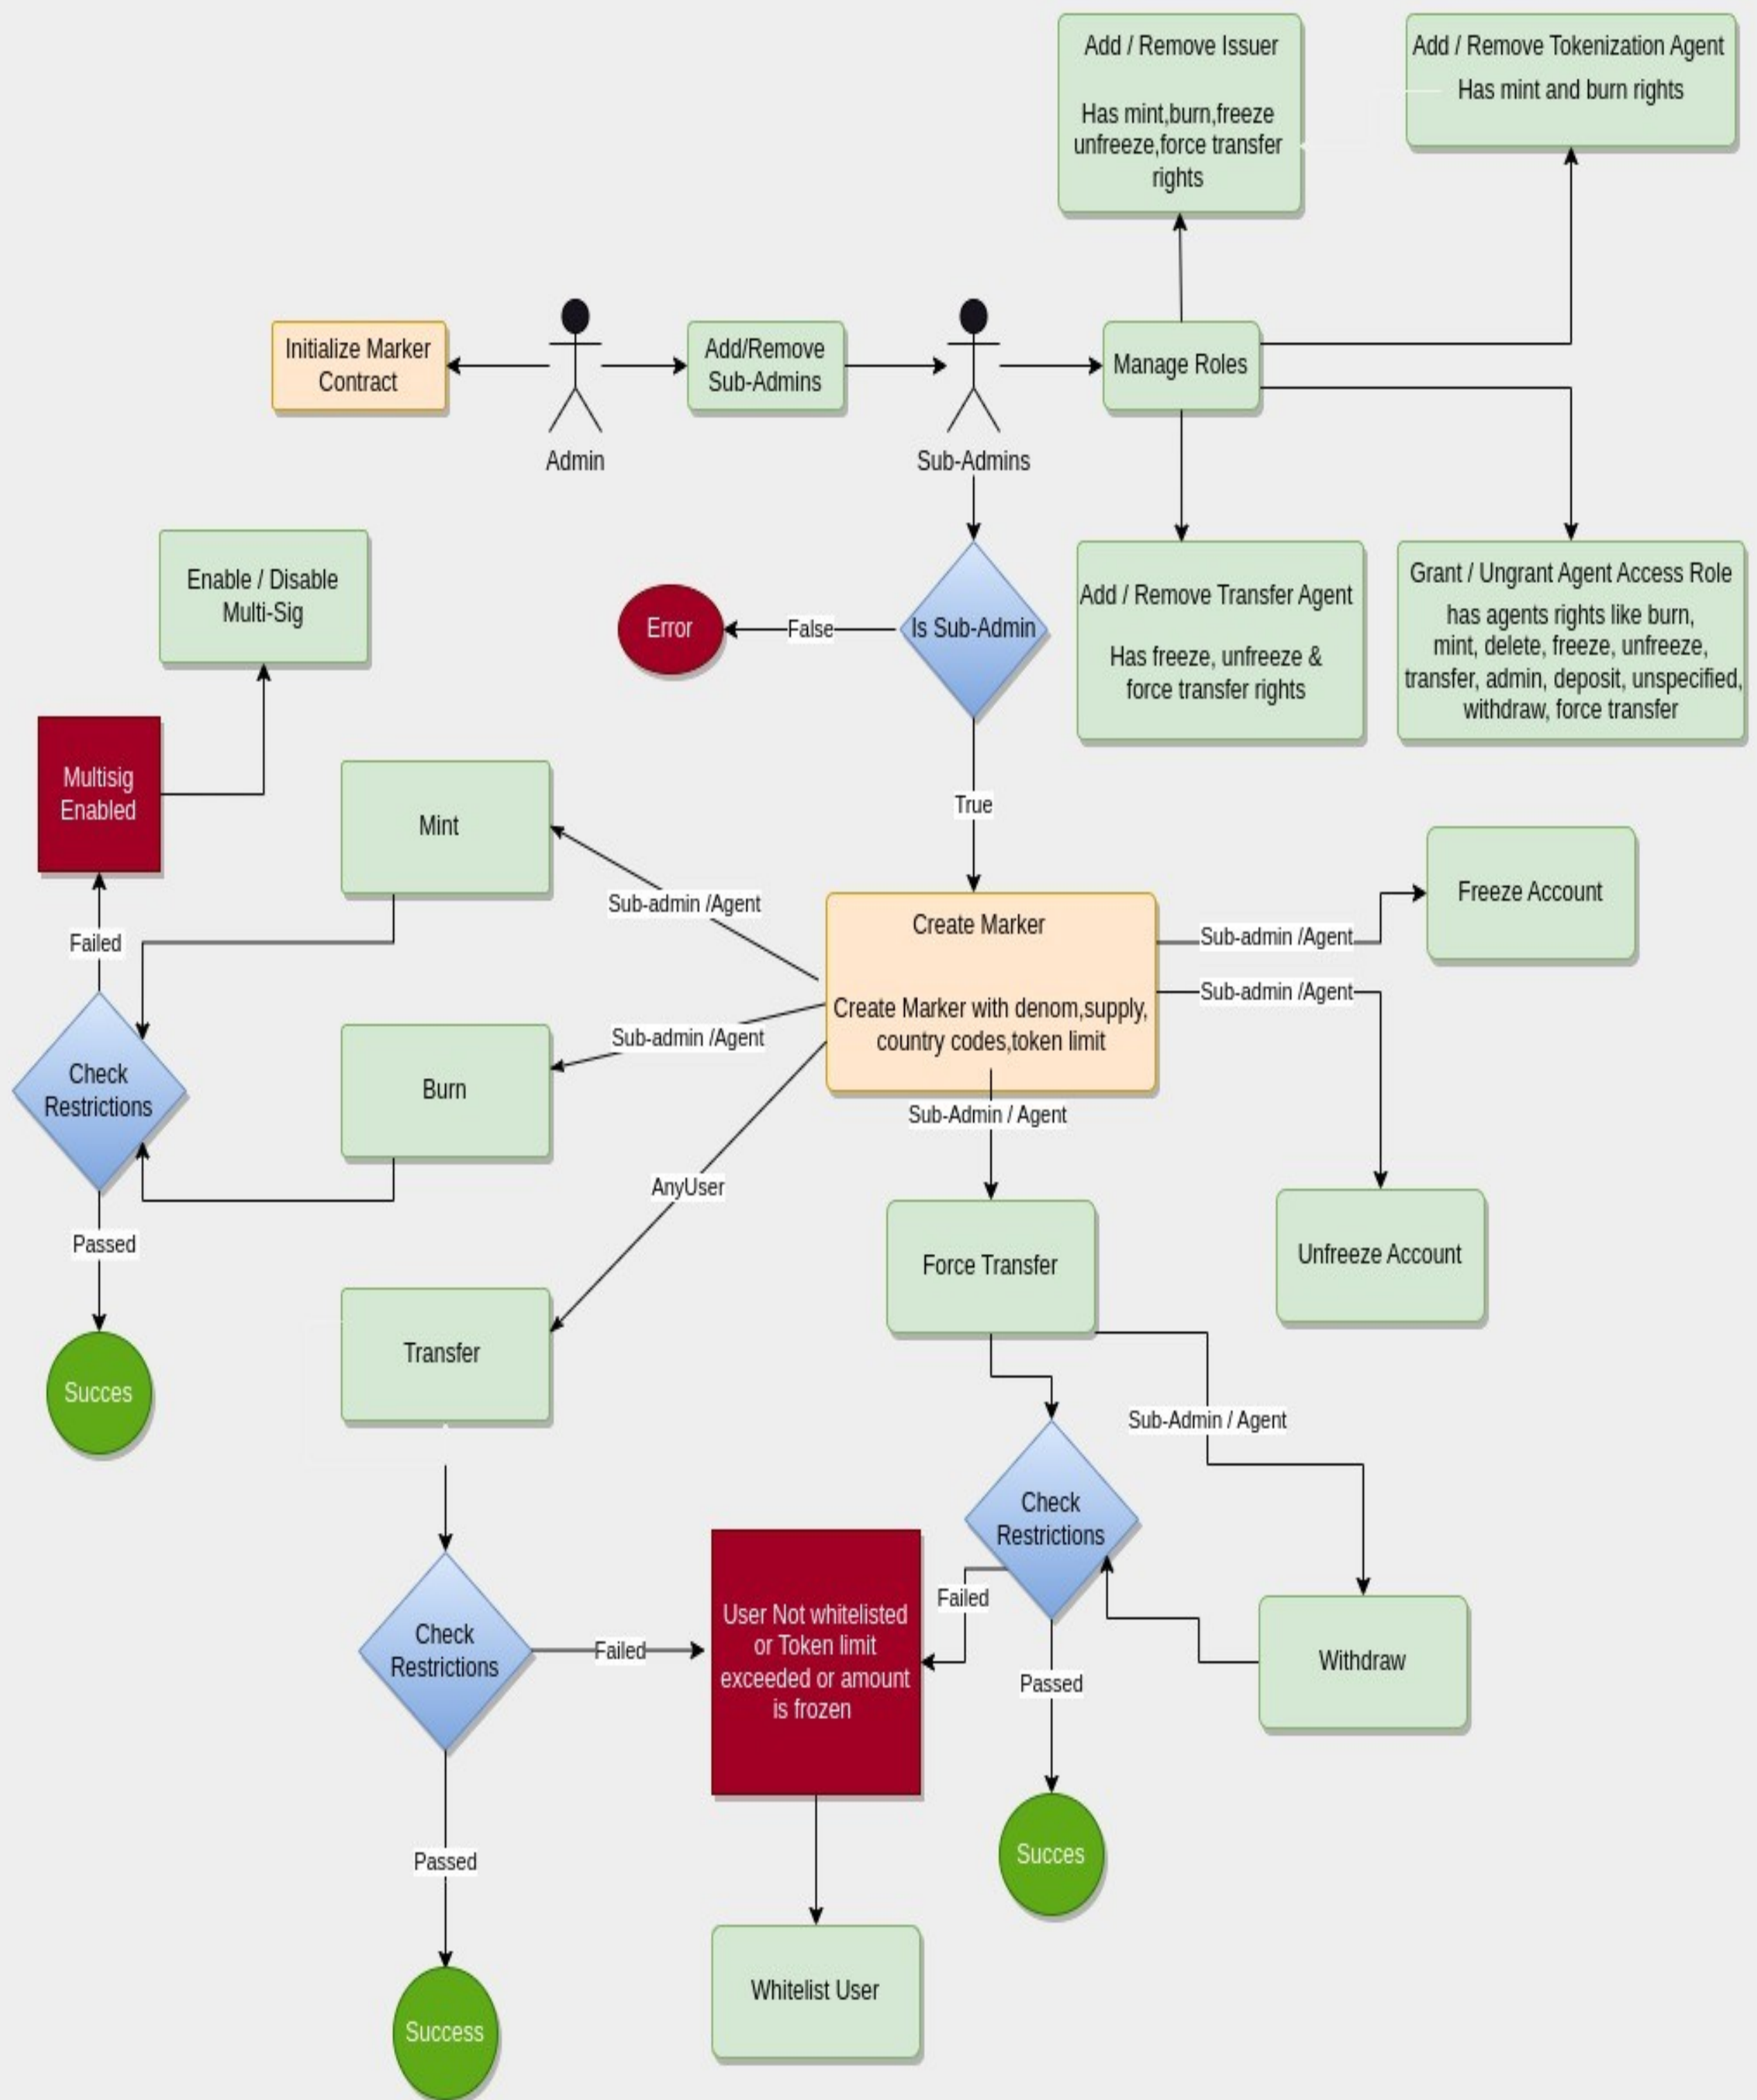 Add / Remove Issuer
Has mint,burn,freeze
unfreeze,force transfer
rights
Add / Remove Tokenization Agent
Has mint and burn rights
Initialize Marker
Contract
Admin
Add/Remove
Sub-Admins
Sub-Admins
Manage Roles
Enable / Disable
Multi-Sig
Error
False
Is Sub-Admin
Add / Remove Transfer Agent
Has freeze, unfreeze &
force transfer rights
Grant / Ungrant Agent Access Role
has agents rights like burn,
mint, delete, freeze, unfreeze,
transfer, admin, deposit, unspecified,
withdraw, force transfer
Multisig
Enabled
Mint
True
Sub-admin /Agent
Create Marker
Create Marker with denom,supply,
country codes,token limit
Sub-admin /Agent
Freeze Account
Sub-admin /Agent
Failed
Sub-admin /Agent
Check
Restrictions
Burn
Sub-Admin / Agent
AnyUser
Passed
Force Transfer
Unfreeze Account
Succes
Transfer
Sub-Admin / Agent
Check
Restrictions
Failed
Check
Restrictions
Failed
User Not whitelisted
or Token limit
exceeded or amount
is frozen
Passed
Withdraw
Passed
Succes
Whitelist User
Success